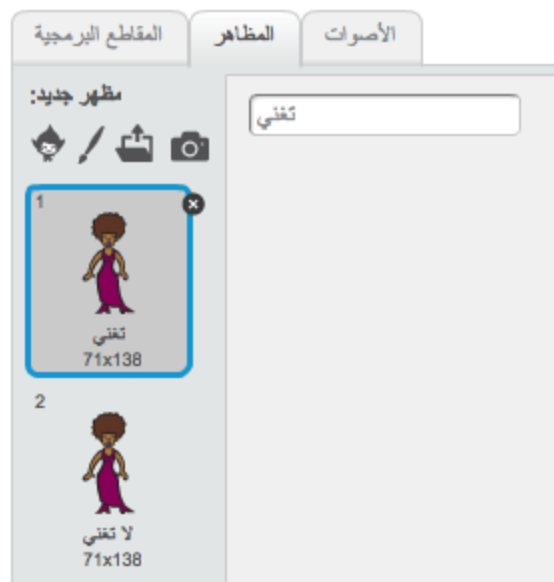 المقاطع البرمجية
المظاهر
الأصوات
مظهر جديد:
تغني
1
تغني
71x138
2
لا تغني
71x138